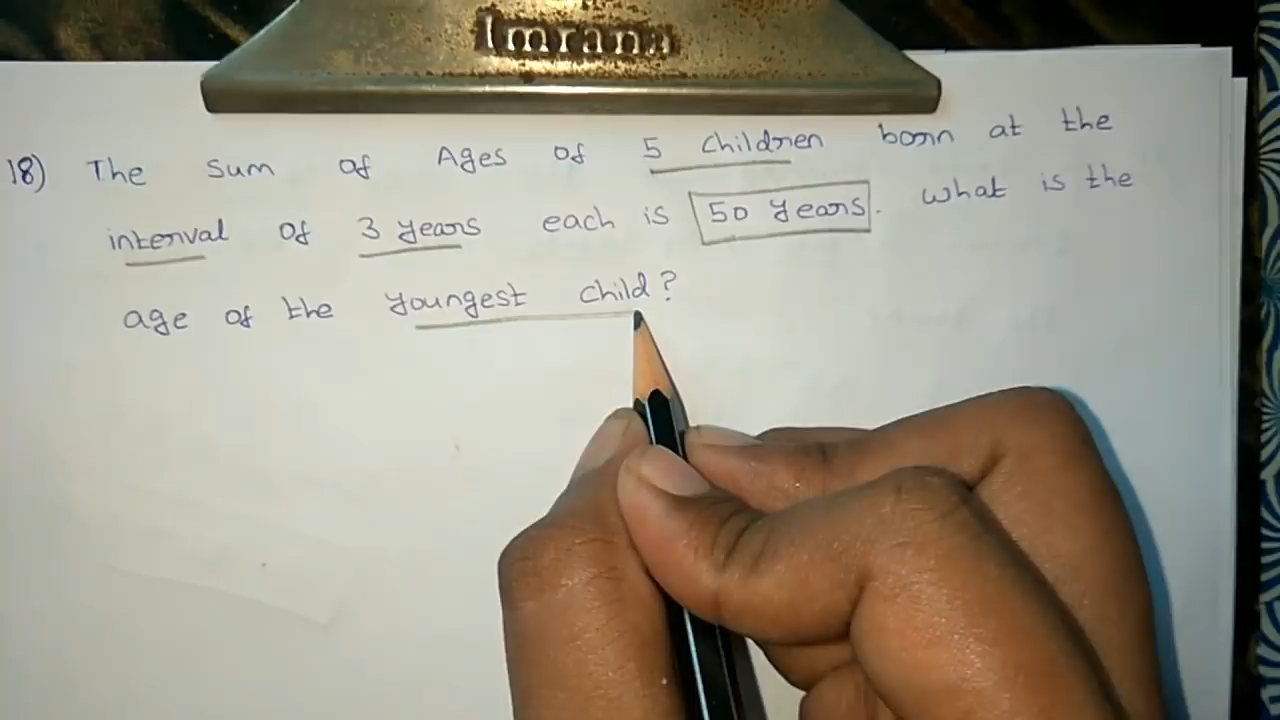 Imrana
18) The Sum of Ages of 5 children born at the
interval of 3 years each is 50 years. What is the
age of the youngest child?